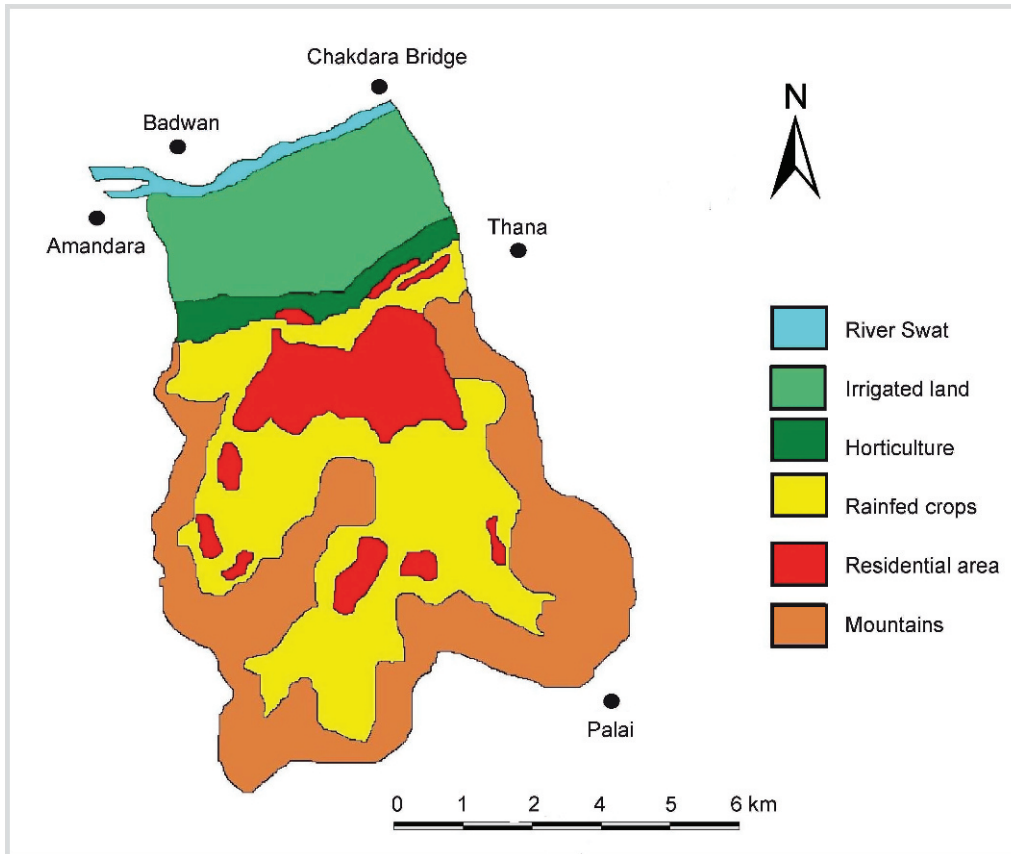 Chakdara Bridge
Badwan
N
Amandara
Thana
River Swat
Irrigated land
Horticulture
Rainfed crops
Residential area
Mountains
Palai
0 1 2 4 5 6 km